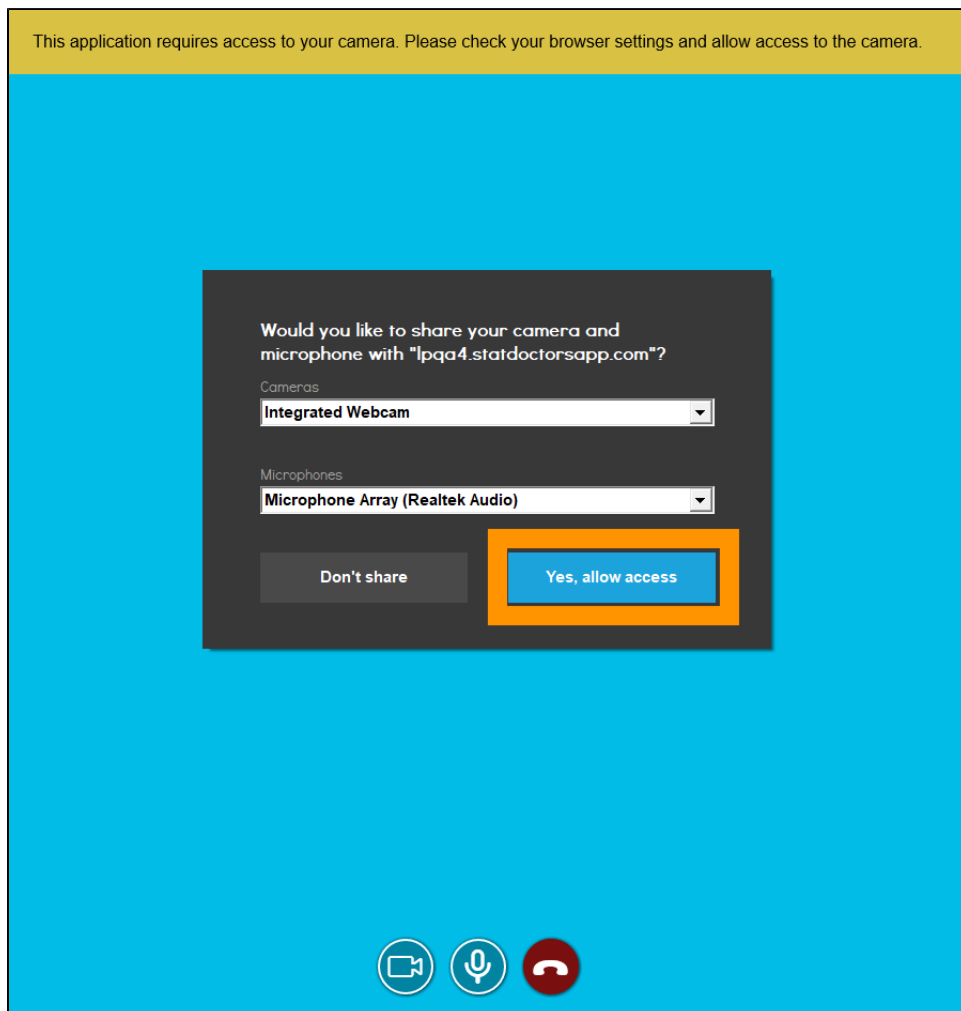 This application requires access to your camera. Please check your browser settings and allow access to the camera.
Would you like to share your camera and
microphone with "lpqa4.statdoctorsapp.com"?
Cameras
Integrated Webcam
Microphones
Microphone Array (Realtek Audio)
Don't share
Yes, allow access